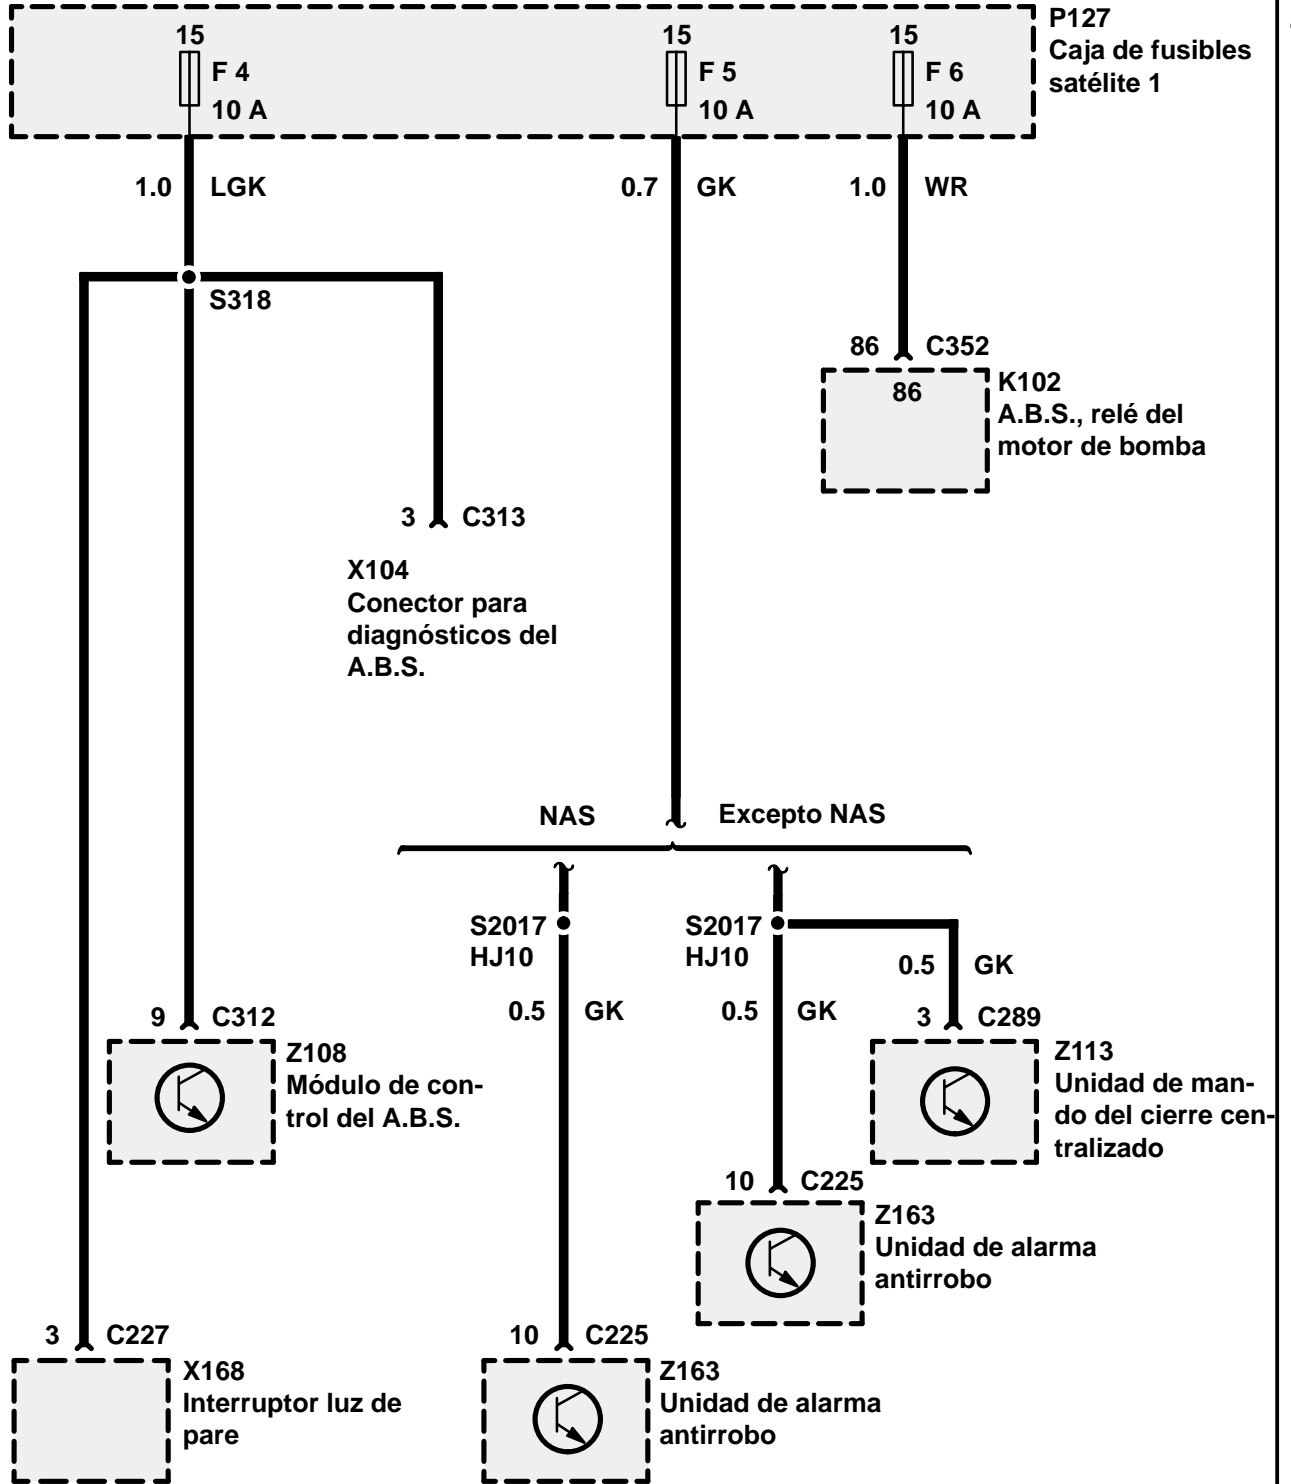 P127
Caja de fusibles
satélite 1
15
F 4
10 A
15
F 5
10 A
15
F 6
10 A
1.0 LGK
0.7 GK
1.0 WR
S318
86 C352
86
K102
A.B.S., relé del
motor de bomba
3 C313
X104
Conector para
diagnósticos del
A.B.S.
NAS
Excepto NAS
S2017
HJ10
S2017
HJ10
0.5 GK
0.5 GK
0.5 GK
9 C312
Z108
Módulo de con-
trol del A.B.S.
3 C289
Z113
Unidad de man-
do del cierre cen-
tralizado
10 C225
Z163
Unidad de alarma
antirrobo
3 C227
X168
Interruptor luz de
pare
10 C225
Z163
Unidad de alarma
antirrobo